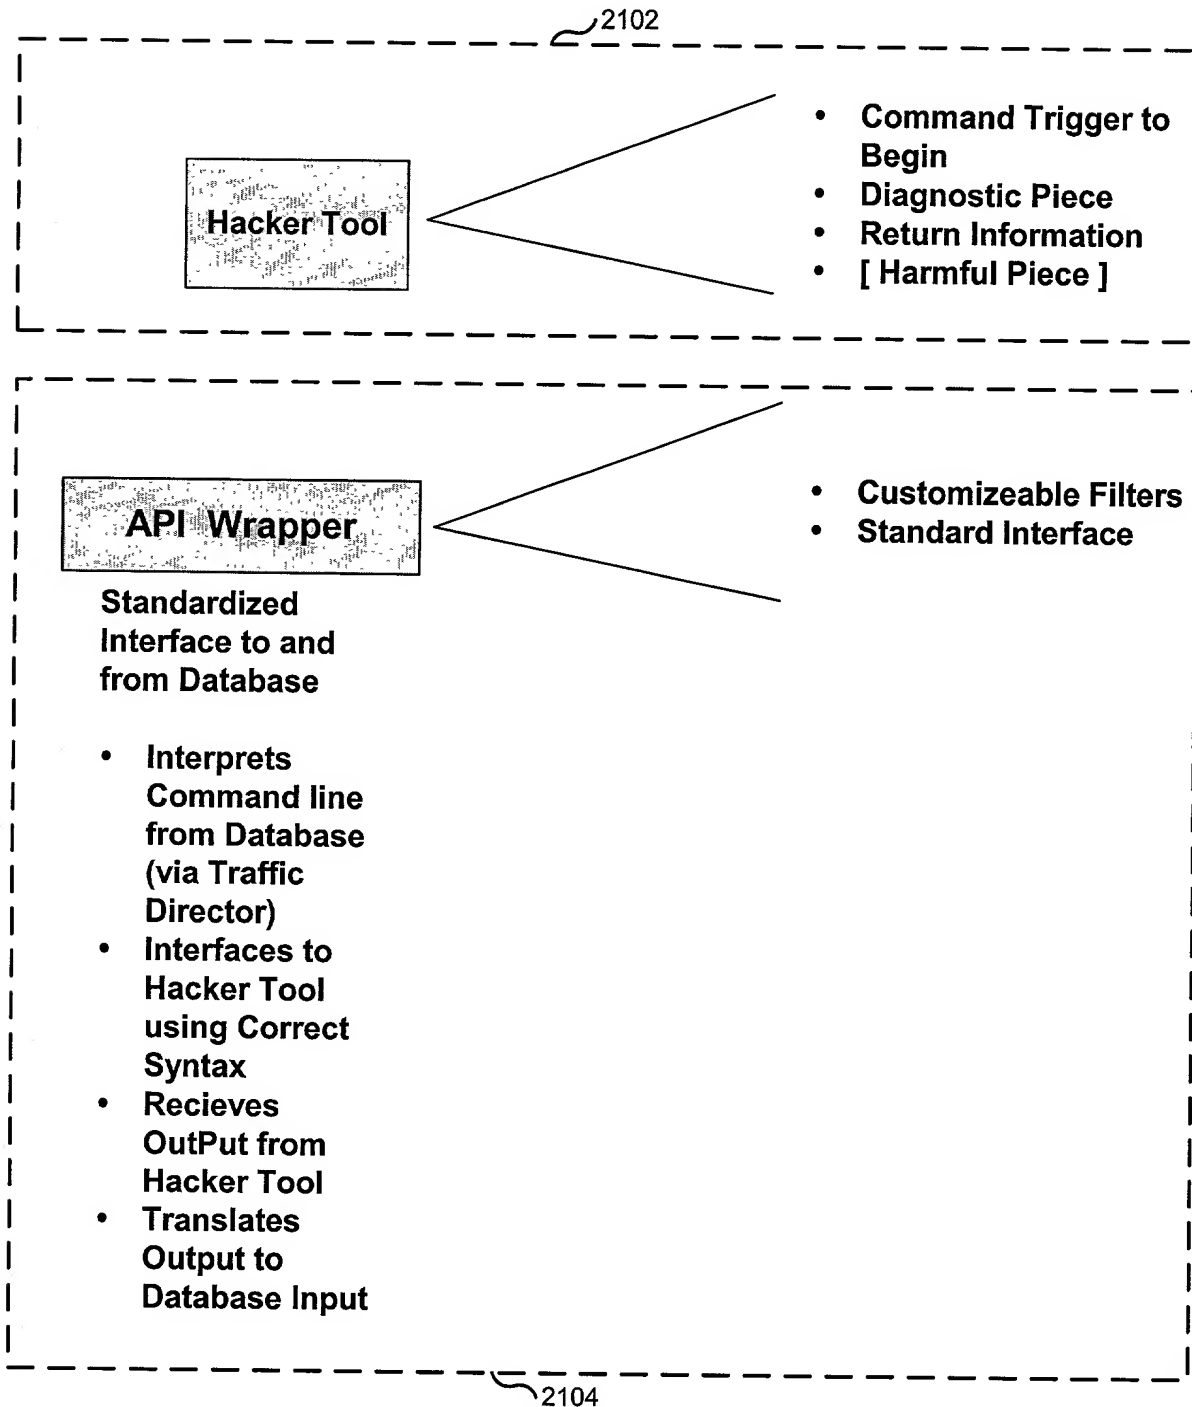 2102
Hacker Tool
• Command Trigger to
Begin
• Diagnostic Piece
• Return Information
• [ Harmful Piece ]
API Wrapper
• Customizeable Filters
• Standard Interface
Standardized
Interface to and
from Database
• Interprets
Command line
from Database
(via Traffic
Director)
• Interfaces to
Hacker Tool
using Correct
Syntax
• Recieves
OutPut from
Hacker Tool
• Translates
Output to
Database Input
2104